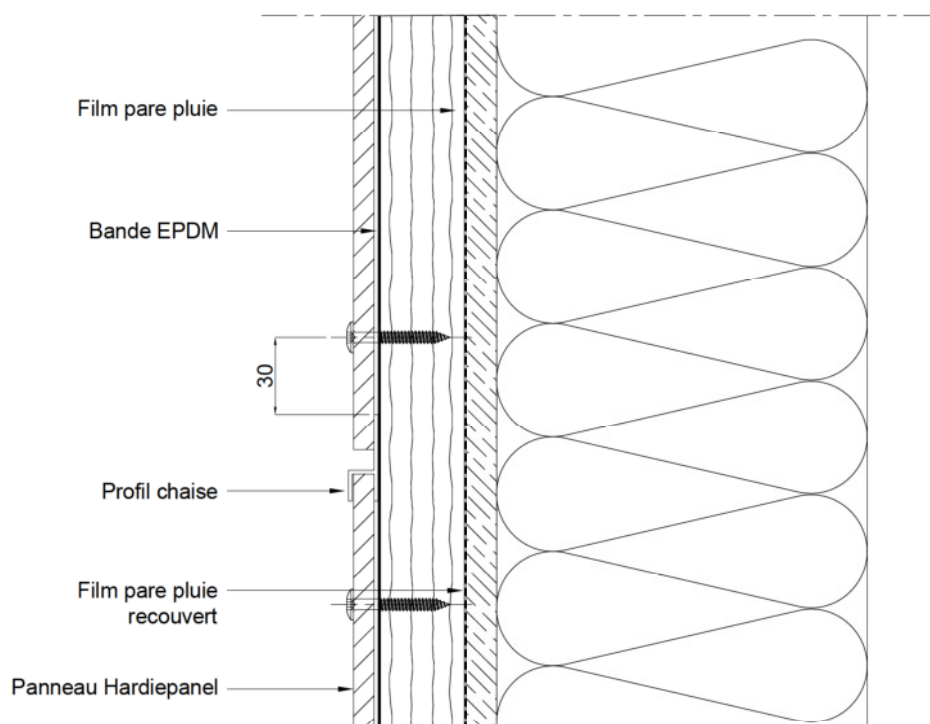 Film pare pluie
Bande EPDM
30
Profil chaise
Film pare pluie
recouvert
Panneau Hardiepanel